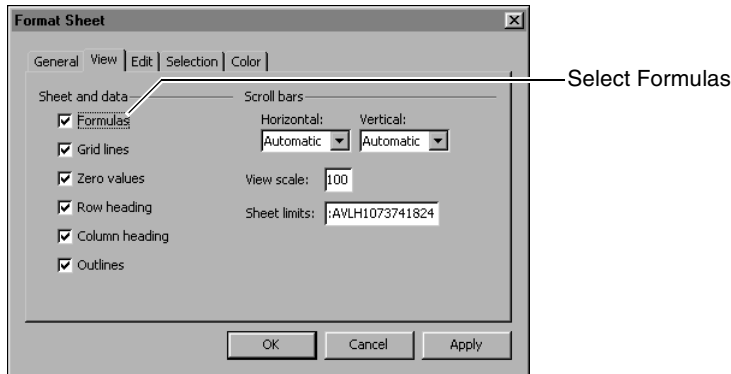 Format Sheet
General View Edit Selection Color
Sheet and data
Formulas
Grid lines
Zero values
Row heading
Column heading
Outlines
Scroll bars
Horizontal: Vertical:
Automatic Automatic
View scale: 100
Sheet limits: :AVLH1073741824
OK Cancel Apply
Select Formulas